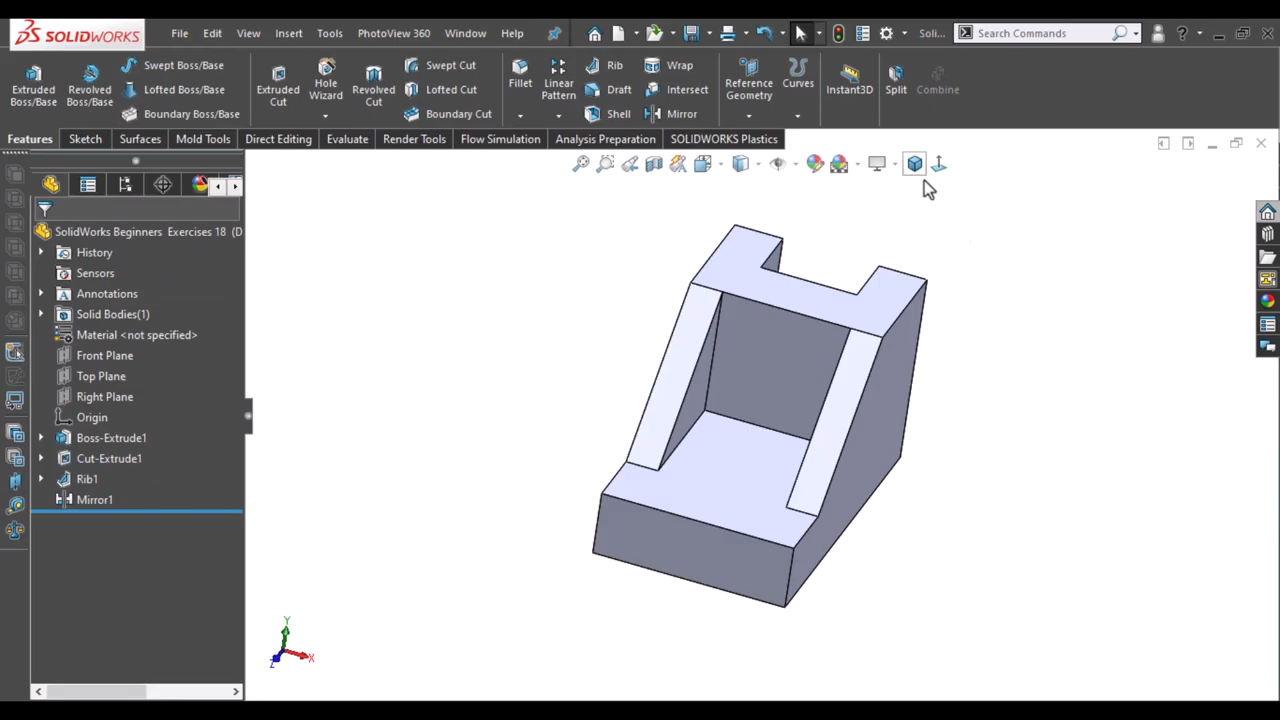 SOLIDWORKS
File Edit View Insert Tools PhotoView 360 Window Help
Soli...
Search Commands
Extruded Boss/Base
Revolved Boss/Base
Swept Boss/Base
Lofted Boss/Base
Boundary Boss/Base
Extruded Cut
Hole Wizard
Revolved Cut
Swept Cut
Lofted Cut
Boundary Cut
Fillet
Linear Pattern
Rib
Draft
Shell
Wrap
Intersect
Mirror
Reference Geometry
Curves
Instant3D
Split
Combine
Features Sketch Surfaces Mold Tools Direct Editing Evaluate Render Tools Flow Simulation Analysis Preparation SOLIDWORKS Plastics
SolidWorks Beginners Exercises 18 (D
History
Sensors
Annotations
Solid Bodies(1)
Material <not specified>
Front Plane
Top Plane
Right Plane
Origin
Boss-Extrude1
Cut-Extrude1
Rib1
Mirror1
Y
X
Z